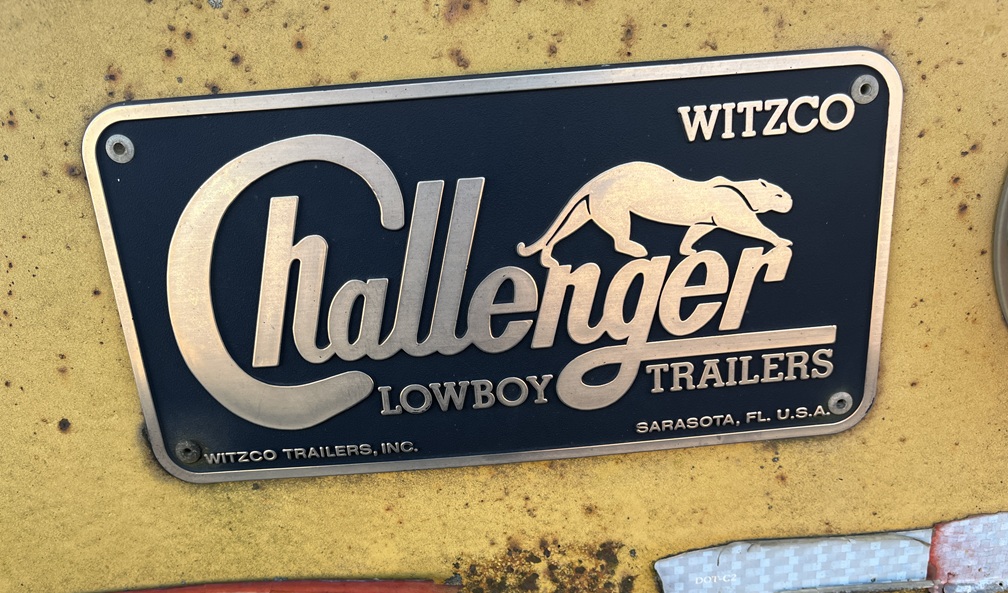 WITZCO
Challenger
LOWBOY TRAILERS
WITZCO TRAILERS, INC. SARASOTA, FL. U.S.A.
DOT-C2